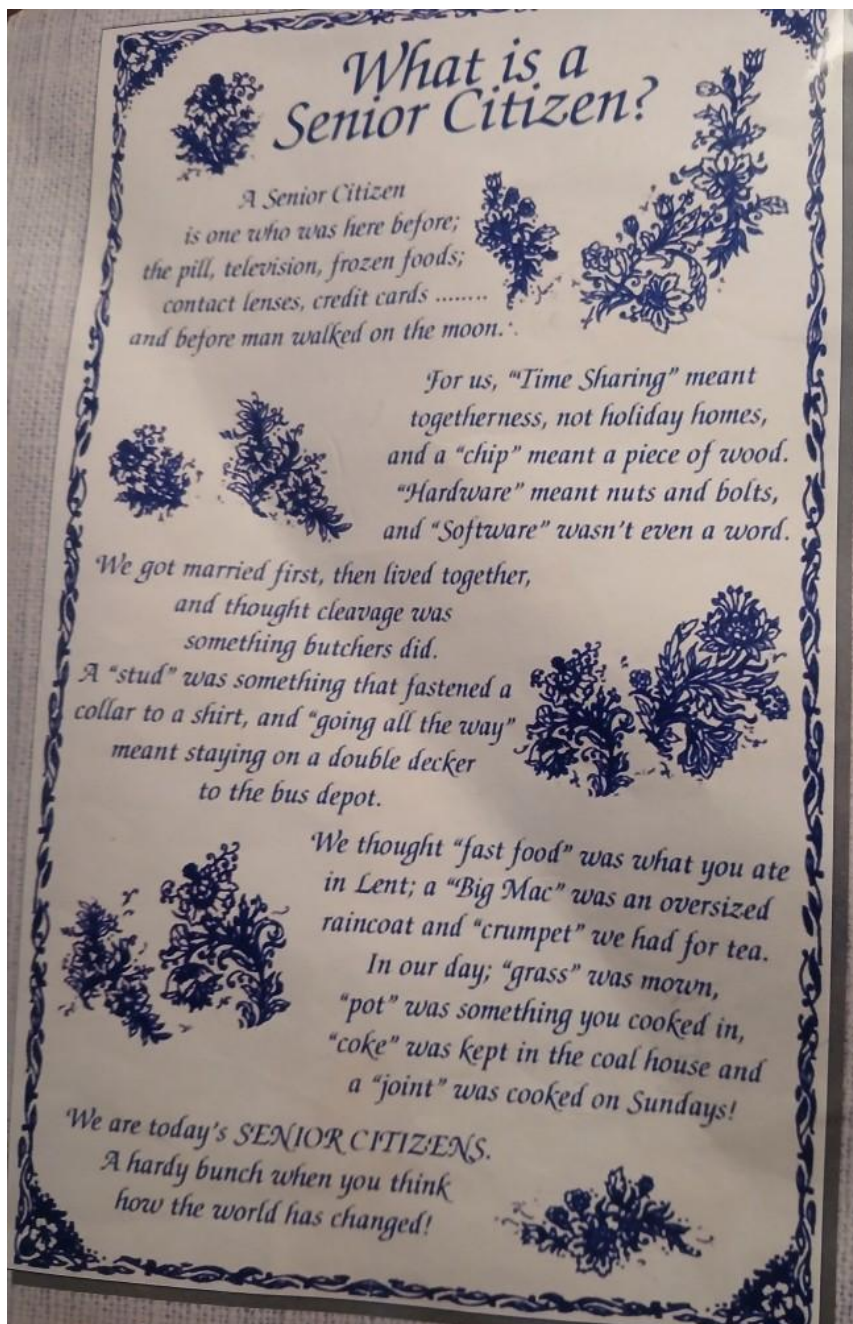 What is a
Senior Citizen?
A Senior Citizen
is one who was here before;
the pill, television, frozen foods;
contact lenses, credit cards ........
and before man walked on the moon.
For us, "Time Sharing" meant
togetherness, not holiday homes,
and a "chip" meant a piece of wood.
"Hardware" meant nuts and bolts,
and "Software" wasn't even a word.
We got married first, then lived together,
and thought cleavage was
something butchers did.
A "stud" was something that fastened a
collar to a shirt, and "going all the way"
meant staying on a double decker
to the bus depot.
We thought "fast food" was what you ate
in Lent; a "Big Mac" was an oversized
raincoat and "crumpet" we had for tea.
In our day; "grass" was mown,
"pot" was something you cooked in,
"coke" was kept in the coal house and
a "joint" was cooked on Sundays!
We are today's SENIOR CITIZENS.
A hardy bunch when you think
how the world has changed!